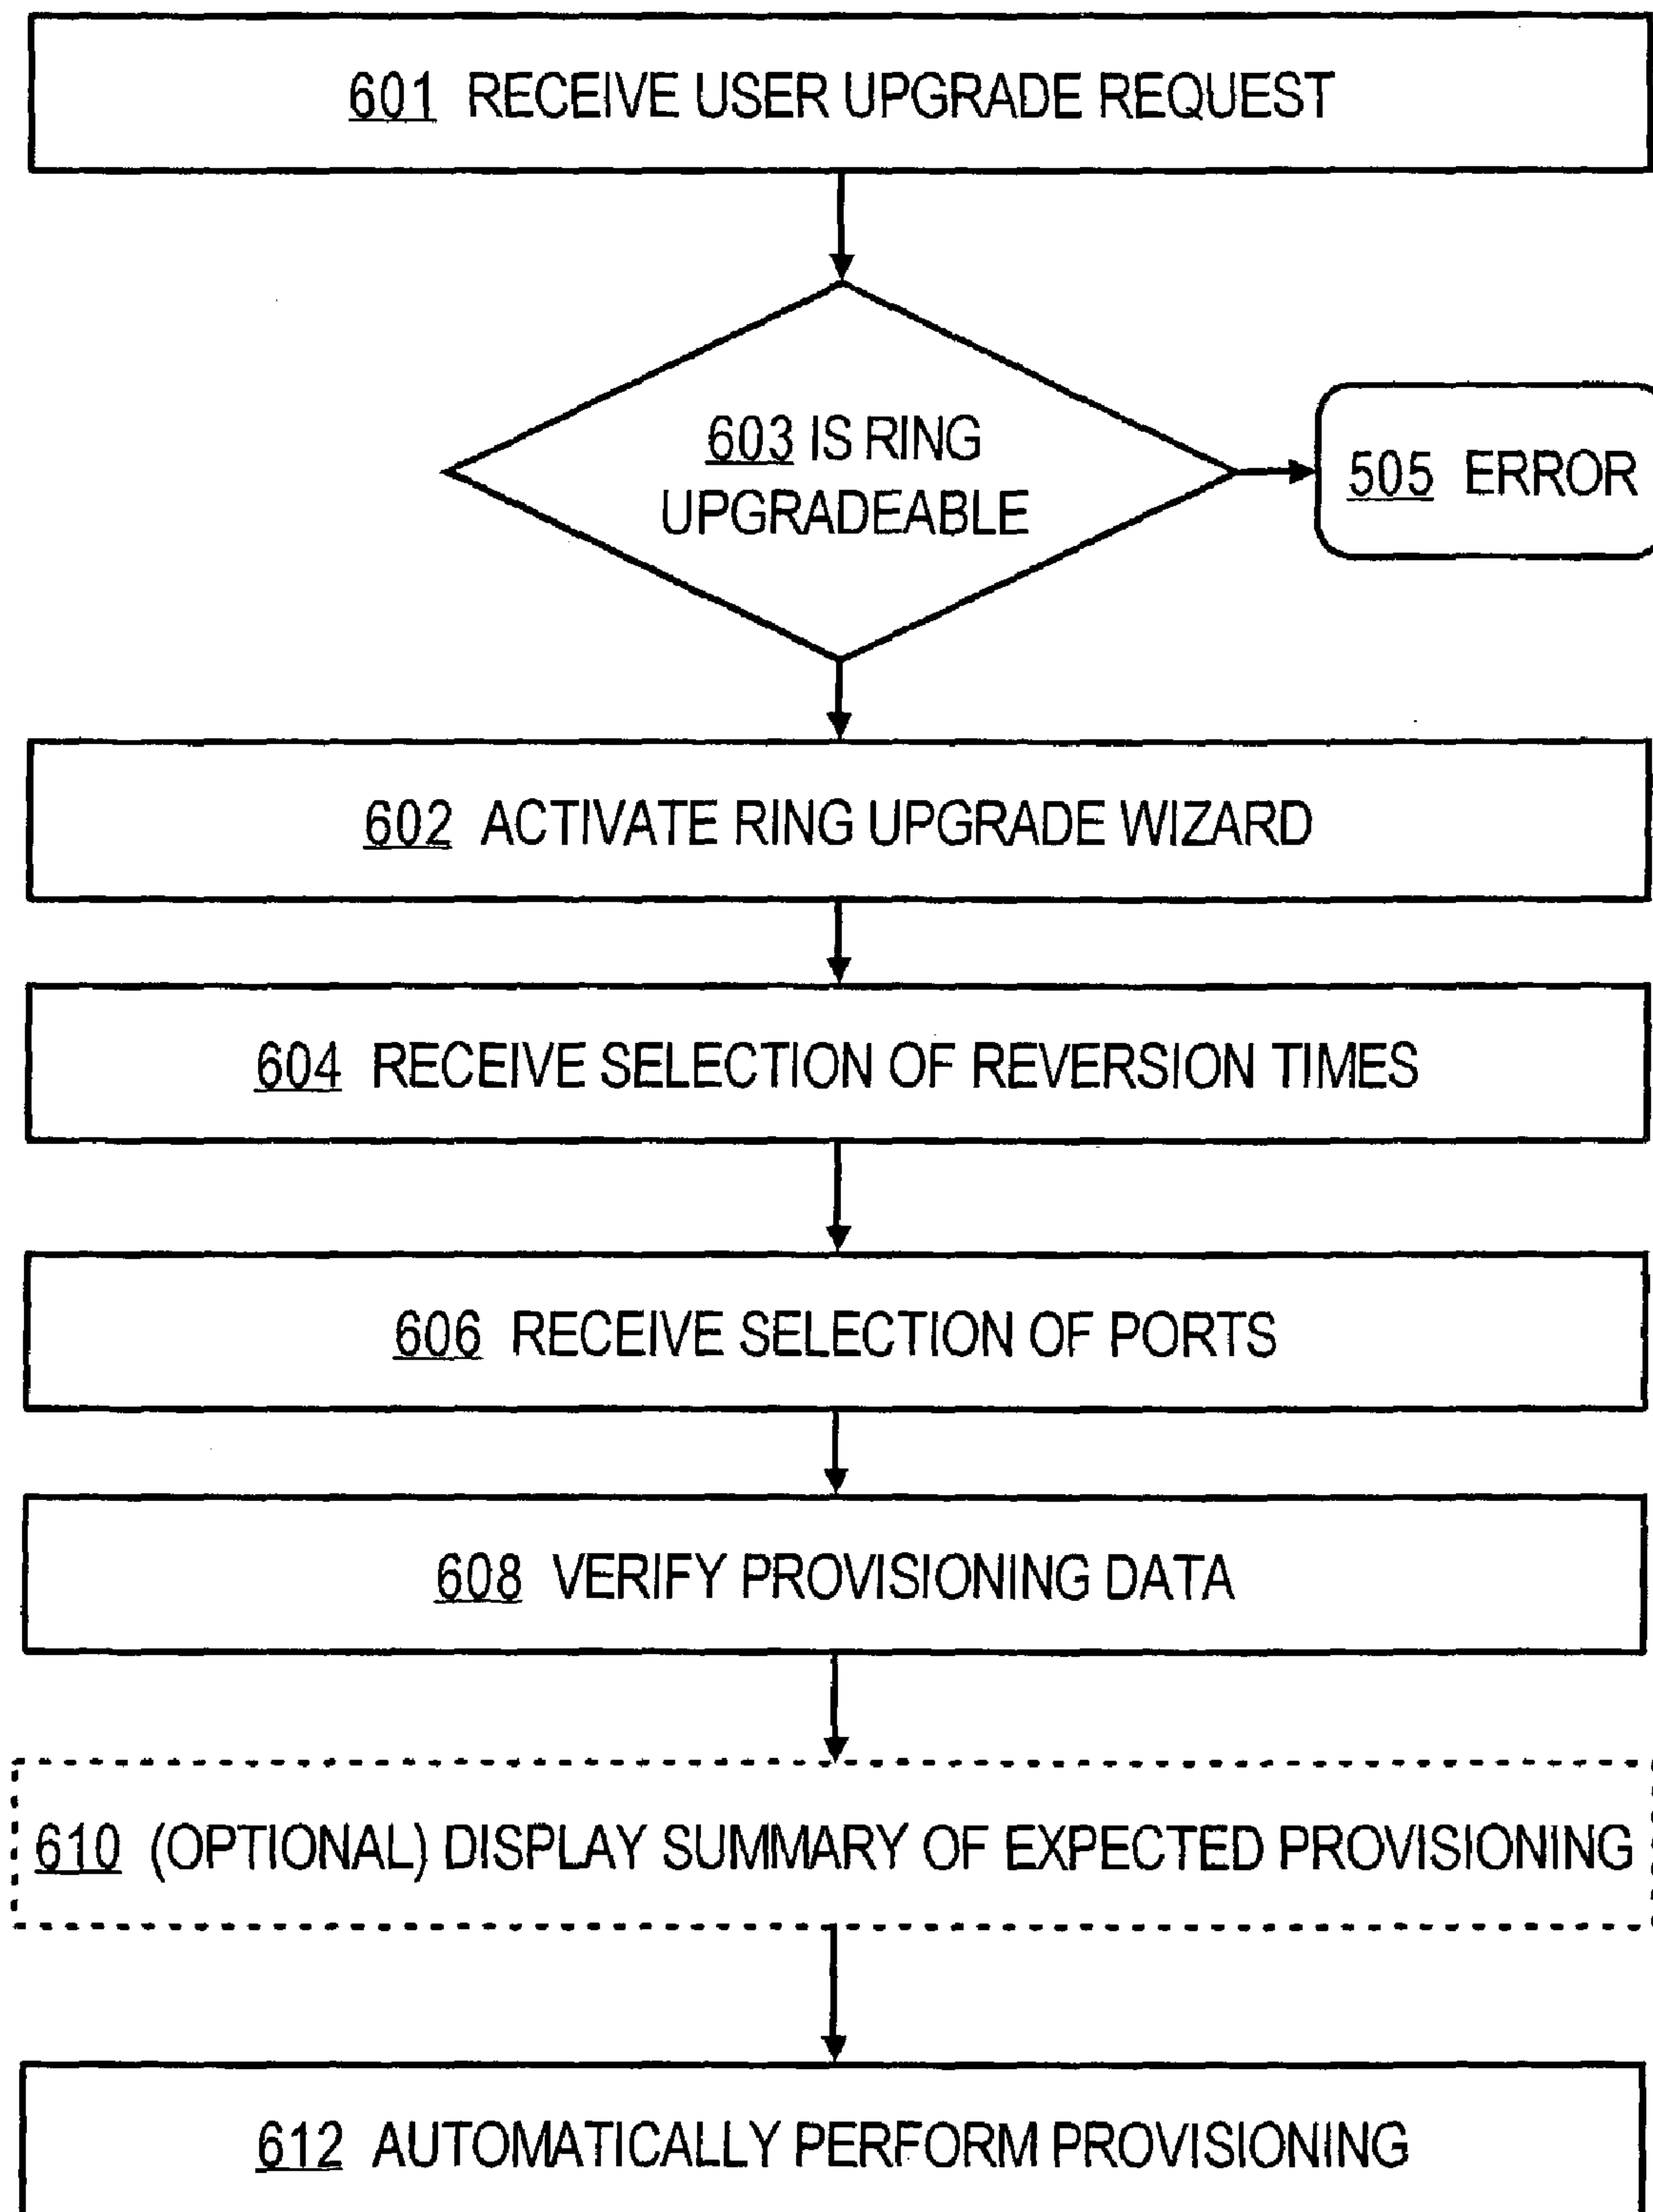 601 RECEIVE USER UPGRADE REQUEST
603 IS RING
UPGRADEABLE
505 ERROR
602 ACTIVATE RING UPGRADE WIZARD
604 RECEIVE SELECTION OF REVERSION TIMES
606 RECEIVE SELECTION OF PORTS
608 VERIFY PROVISIONING DATA
610 (OPTIONAL) DISPLAY SUMMARY OF EXPECTED PROVISIONING
612 AUTOMATICALLY PERFORM PROVISIONING